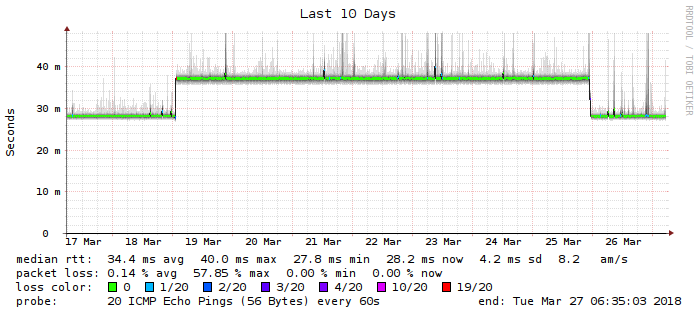 Last 10 Days
RRDTOOL / TOBI OETIKER
Seconds
40 m
30 m
20 m
10 m
0
17 Mar 18 Mar 19 Mar 20 Mar 21 Mar 22 Mar 23 Mar 24 Mar 25 Mar 26 Mar
median rtt: 34.4 ms avg 40.0 ms max 27.8 ms min 28.2 ms now 4.2 ms sd 8.2 am/s
packet loss: 0.14 % avg 57.85 % max 0.00 % min 0.00 % now
loss color: 0 1/20 2/20 3/20 4/20 10/20 19/20
probe: 20 ICMP Echo Pings (56 Bytes) every 60s end: Tue Mar 27 06:35:03 2018